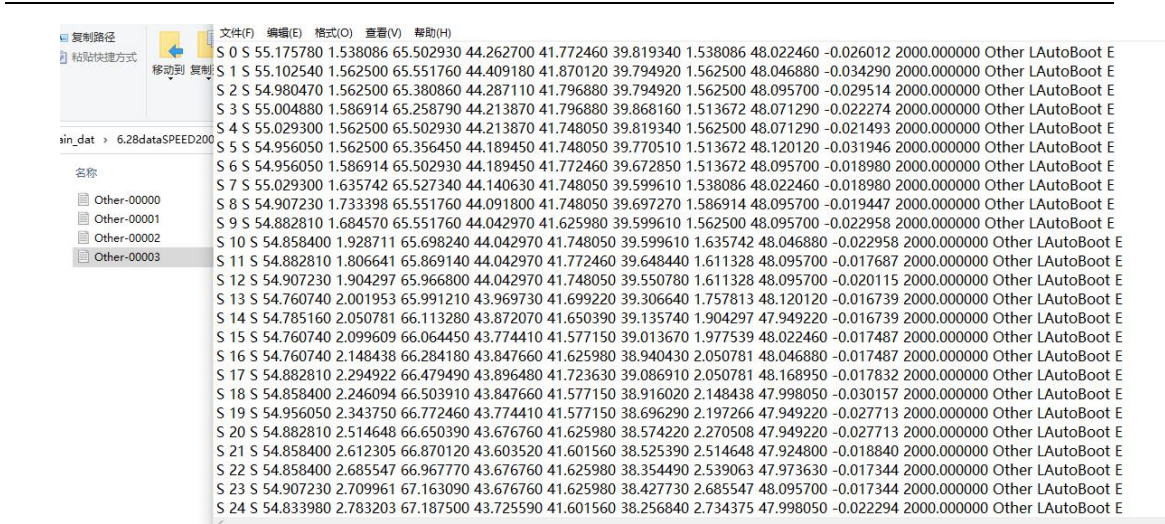 复制路径
粘贴快捷方式
移动到 复制
ain_dat › 6.28dataSPEED200
名称
Other-00000
Other-00001
Other-00002
Other-00003
文件(F) 编辑(E) 格式(O) 查看(V) 帮助(H)
S 0 S 55.175780 1.538086 65.502930 44.262700 41.772460 39.819340 1.538086 48.022460 -0.026012 2000.000000 Other LAutoBoot E
S 1 S 55.102540 1.562500 65.551760 44.409180 41.870120 39.794920 1.562500 48.046880 -0.034290 2000.000000 Other LAutoBoot E
S 2 S 54.980470 1.562500 65.380860 44.287110 41.796880 39.794920 1.562500 48.095700 -0.029514 2000.000000 Other LAutoBoot E
S 3 S 55.004880 1.586914 65.258790 44.213870 41.796880 39.868160 1.513672 48.071290 -0.022274 2000.000000 Other LAutoBoot E
S 4 S 55.029300 1.562500 65.502930 44.213870 41.748050 39.819340 1.562500 48.071290 -0.021493 2000.000000 Other LAutoBoot E
S 5 S 54.956050 1.562500 65.356450 44.189450 41.748050 39.770510 1.513672 48.120120 -0.031946 2000.000000 Other LAutoBoot E
S 6 S 54.956050 1.586914 65.502930 44.189450 41.772460 39.672850 1.513672 48.095700 -0.018980 2000.000000 Other LAutoBoot E
S 7 S 55.029300 1.635742 65.527340 44.140630 41.748050 39.599610 1.538086 48.022460 -0.018980 2000.000000 Other LAutoBoot E
S 8 S 54.907230 1.733398 65.551760 44.091800 41.748050 39.697270 1.586914 48.095700 -0.019447 2000.000000 Other LAutoBoot E
S 9 S 54.882810 1.684570 65.551760 44.042970 41.625980 39.599610 1.562500 48.095700 -0.022958 2000.000000 Other LAutoBoot E
S 10 S 54.858400 1.928711 65.698240 44.042970 41.748050 39.599610 1.635742 48.046880 -0.022958 2000.000000 Other LAutoBoot E
S 11 S 54.882810 1.806641 65.869140 44.042970 41.772460 39.648440 1.611328 48.095700 -0.017687 2000.000000 Other LAutoBoot E
S 12 S 54.907230 1.904297 65.966800 44.042970 41.748050 39.550780 1.611328 48.095700 -0.020115 2000.000000 Other LAutoBoot E
S 13 S 54.760740 2.001953 65.991210 43.969730 41.699220 39.306640 1.757813 48.120120 -0.016739 2000.000000 Other LAutoBoot E
S 14 S 54.785160 2.050781 66.113280 43.872070 41.650390 39.135740 1.904297 47.949220 -0.016739 2000.000000 Other LAutoBoot E
S 15 S 54.760740 2.099609 66.064450 43.774410 41.577150 39.013670 1.977539 48.022460 -0.017487 2000.000000 Other LAutoBoot E
S 16 S 54.760740 2.148438 66.284180 43.847660 41.625980 38.940430 2.050781 48.046880 -0.017487 2000.000000 Other LAutoBoot E
S 17 S 54.882810 2.294922 66.479490 43.896480 41.723630 39.086910 2.050781 48.168950 -0.017832 2000.000000 Other LAutoBoot E
S 18 S 54.858400 2.246094 66.503910 43.847660 41.577150 38.916020 2.148438 47.998050 -0.030157 2000.000000 Other LAutoBoot E
S 19 S 54.956050 2.343750 66.772460 43.774410 41.577150 38.696290 2.197266 47.949220 -0.027713 2000.000000 Other LAutoBoot E
S 20 S 54.882810 2.514648 66.650390 43.676760 41.625980 38.574220 2.270508 47.949220 -0.027713 2000.000000 Other LAutoBoot E
S 21 S 54.858400 2.612305 66.870120 43.603520 41.601560 38.525390 2.514648 47.924800 -0.018840 2000.000000 Other LAutoBoot E
S 22 S 54.858400 2.685547 66.967770 43.676760 41.625980 38.354490 2.539063 47.973630 -0.017344 2000.000000 Other LAutoBoot E
S 23 S 54.907230 2.709961 67.163090 43.676760 41.625980 38.427730 2.685547 48.095700 -0.017344 2000.000000 Other LAutoBoot E
S 24 S 54.833980 2.783203 67.187500 43.725590 41.601560 38.256840 2.734375 47.998050 -0.022294 2000.000000 Other LAutoBoot E